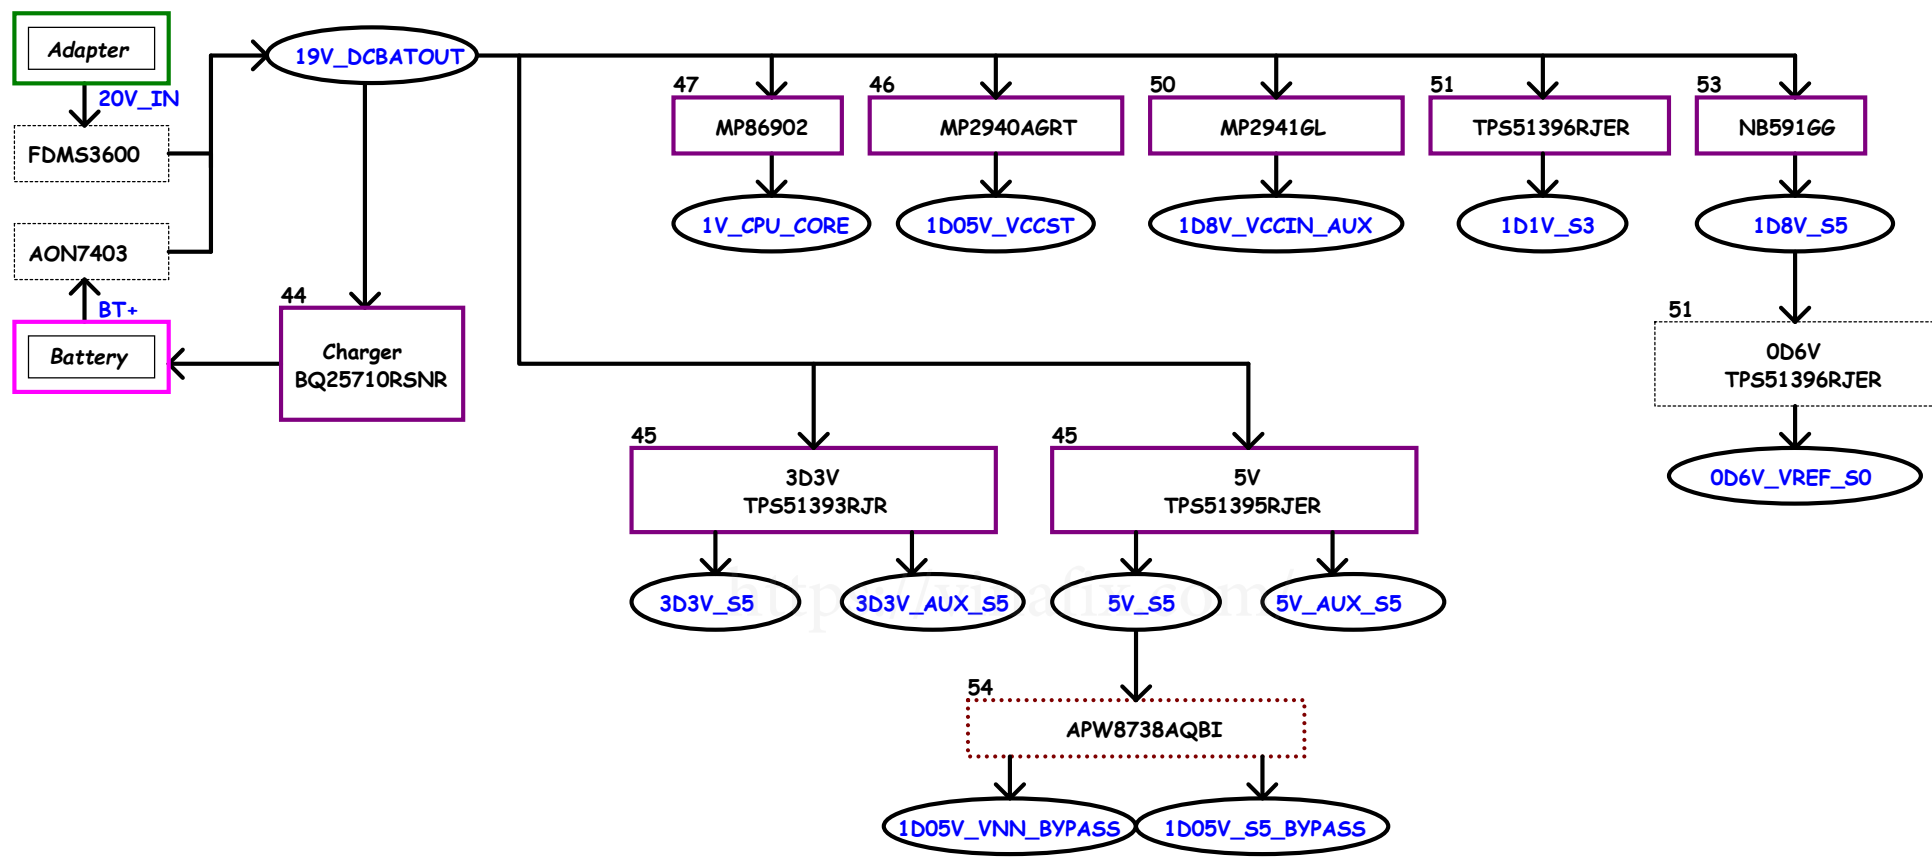 Adapter
20V_IN
FDMS3600
AON7403
BT+
Battery
19V_DCBATOUT
44
Charger
BQ25710RSNR
47
MP86902
1V_CPU_CORE
46
MP2940AGRT
1D05V_VCCST
50
MP2941GL
1D8V_VCCIN_AUX
51
TPS51396RJER
1D1V_S3
53
NB591GG
1D8V_S5
51
0D6V
TPS51396RJER
0D6V_VREF_S0
45
3D3V
TPS51393RJR
3D3V_S5
3D3V_AUX_S5
45
5V
TPS51395RJER
5V_S5
5V_AUX_S5
54
APW8738AQBI
1D05V_VNN_BYPASS
1D05V_S5_BYPASS